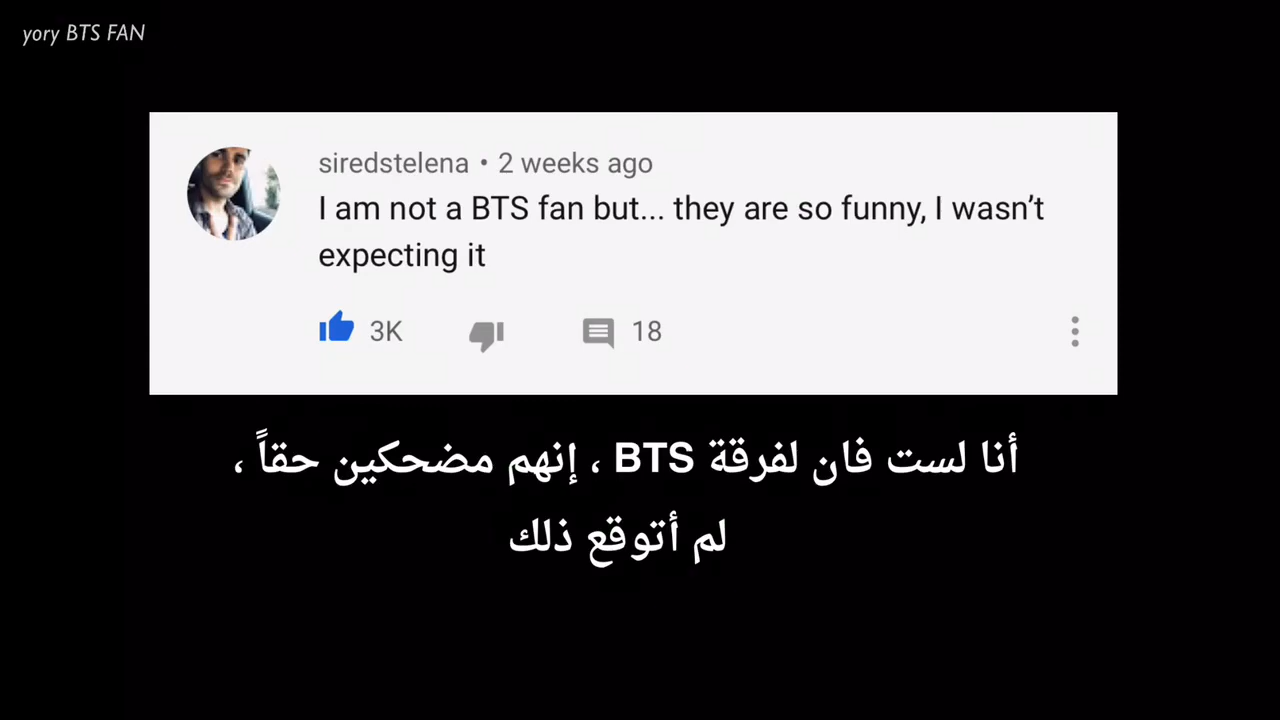 yory BTS FAN
siredstelena • 2 weeks ago
I am not a BTS fan but... they are so funny, I wasn't
expecting it
3K 18
أنا لست فان لفرقة BTS ، إنهم مضحكين حقاً ،
لم أتوقع ذلك